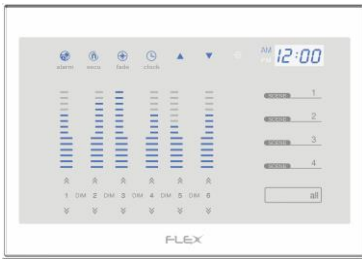 AM 12:00
PM
alarm fade clock
1
2
3
4
1 DIM 2 DIM 3 DIM 4 DIM 5 DIM 6
all
FLEX